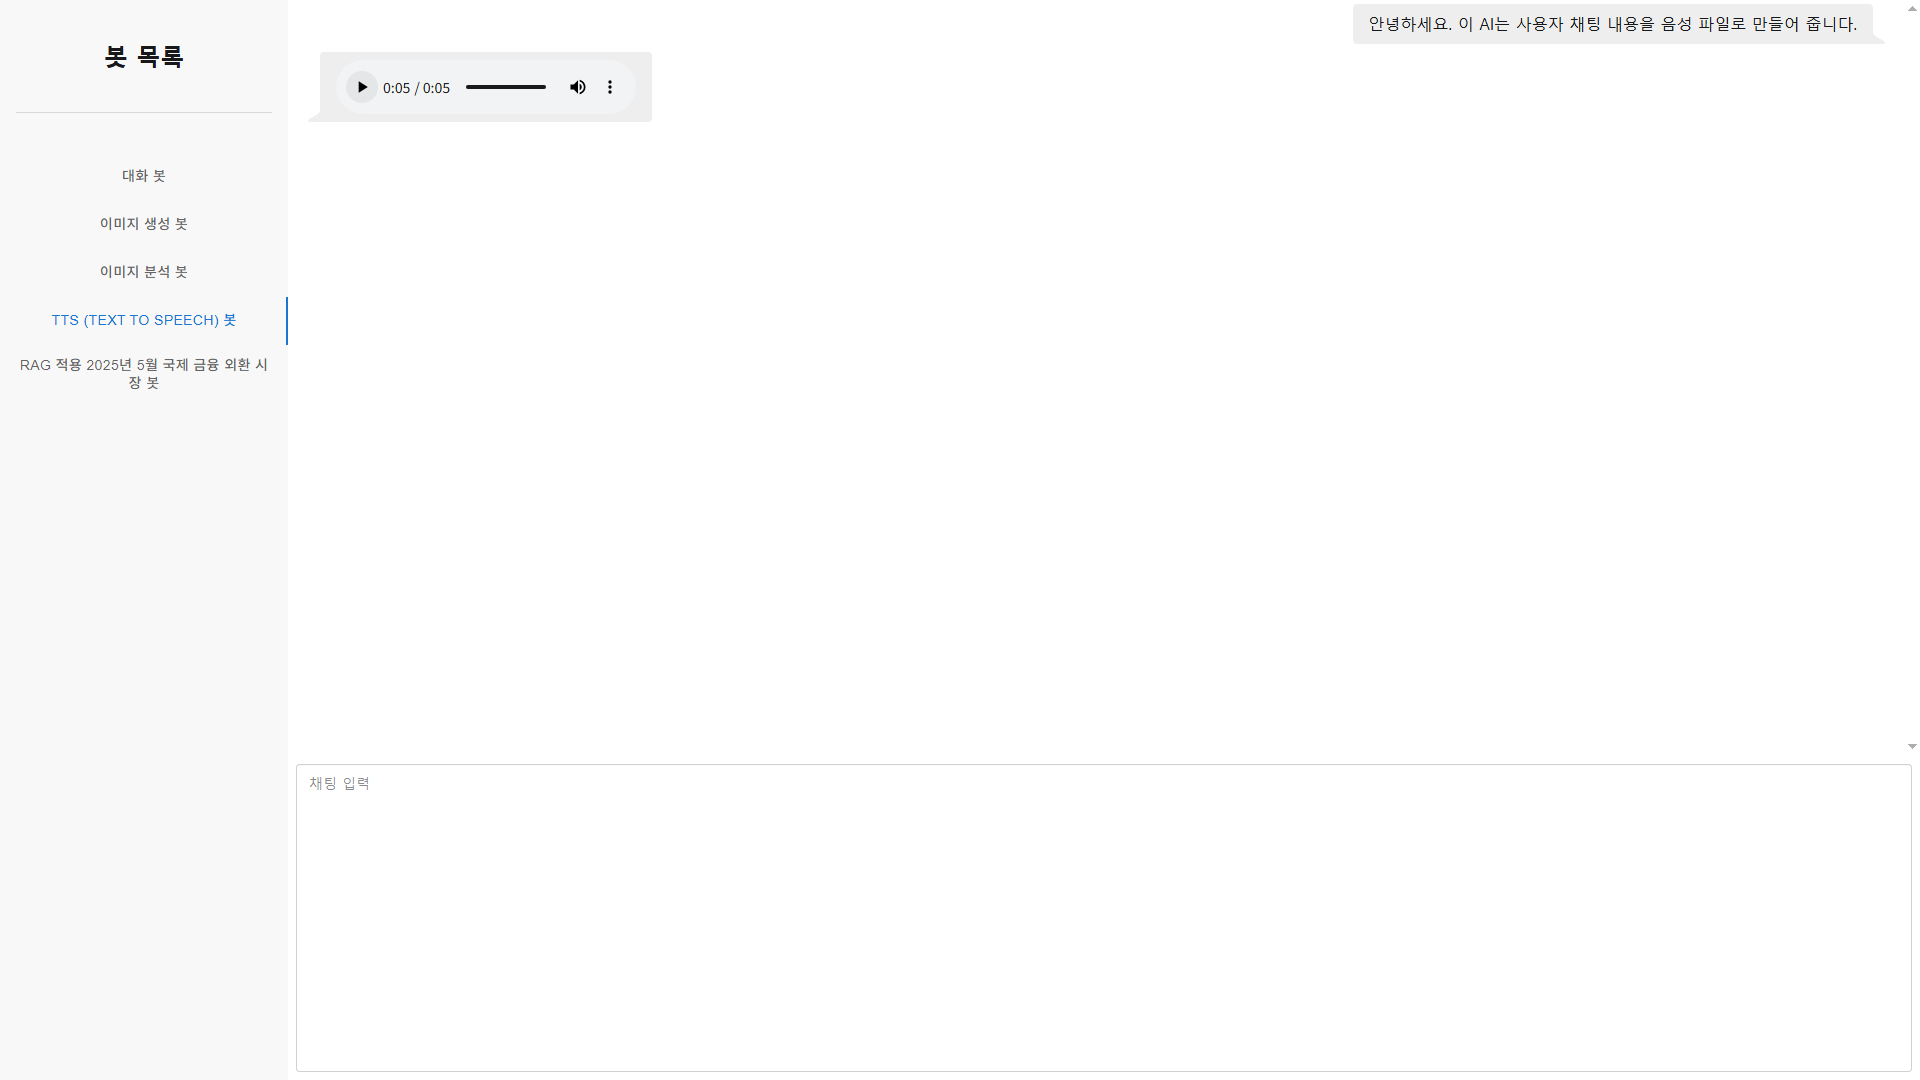 봇 목록
대화 봇
이미지 생성 봇
이미지 분석 봇
TTS (TEXT TO SPEECH) 봇
RAG 적용 2025년 5월 국제 금융 외환 시
장 봇
안녕하세요. 이 AI는 사용자 채팅 내용을 음성 파일로 만들어 줍니다.
0:05 / 0:05
채팅 입력